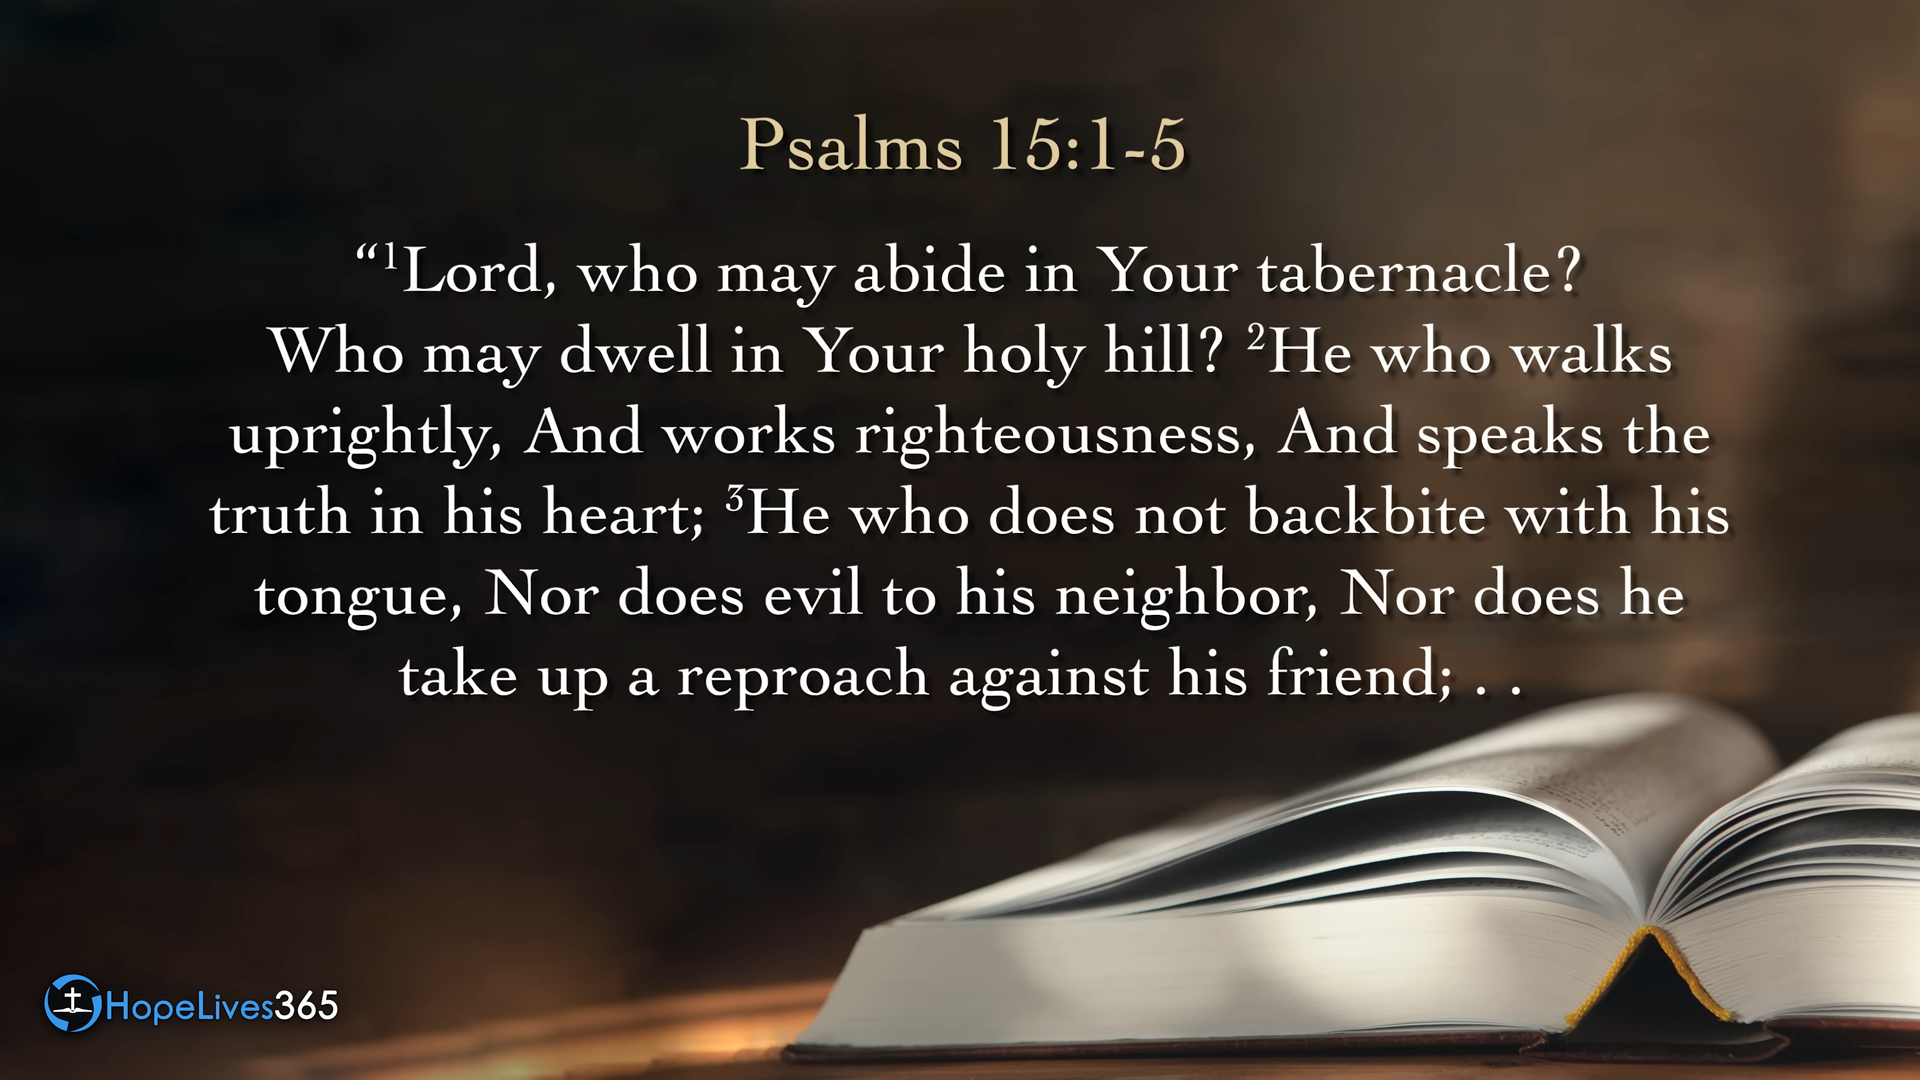 Psalms 15:1-5
“¹Lord, who may abide in Your tabernacle?
Who may dwell in Your holy hill? ²He who walks
uprightly, And works righteousness, And speaks the
truth in his heart; ³He who does not backbite with his
tongue, Nor does evil to his neighbor, Nor does he
take up a reproach against his friend; . .
HopeLives365